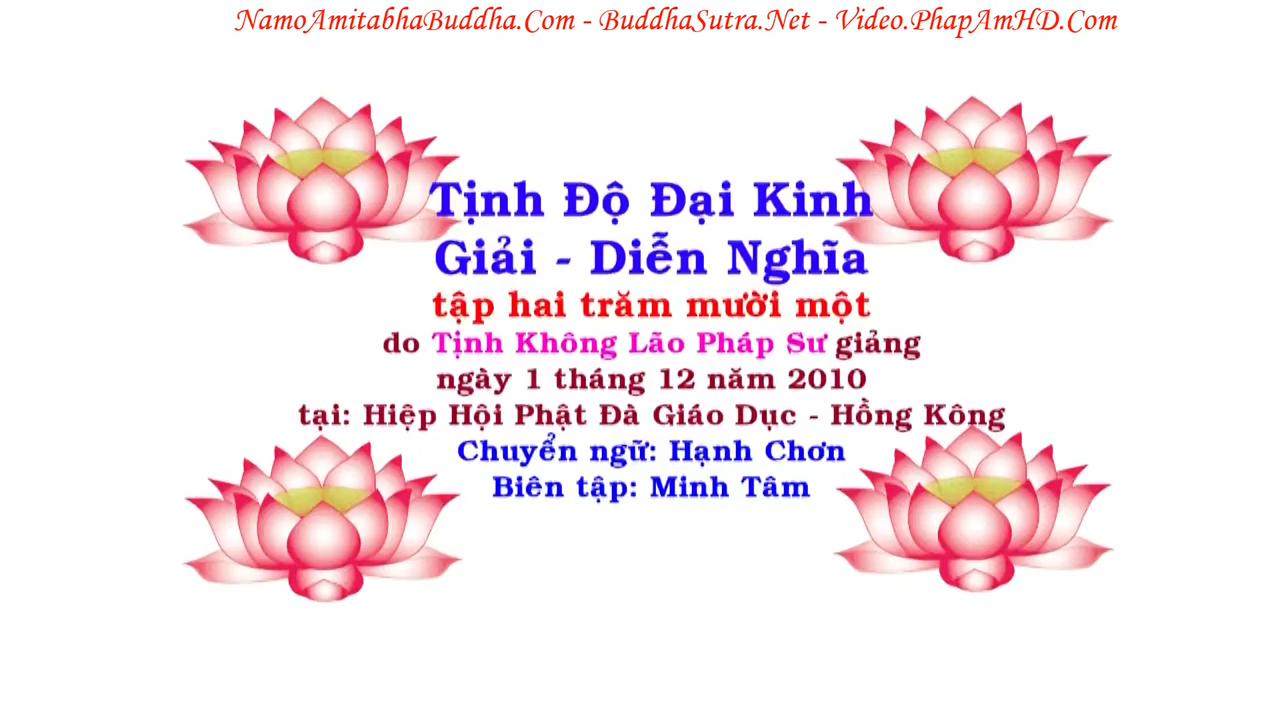 NamoAmitabhaBuddha.Com - BuddhaSutra.Net - Video.PhapAmHD.Com
Tịnh Độ Đại Kinh
Giải - Diễn Nghĩa
tập hai trăm mười một
do Tịnh Không Lão Pháp Sư giảng
ngày 1 tháng 12 năm 2010
tại: Hiệp Hội Phật Đà Giáo Dục - Hồng Kông
Chuyển ngữ: Hạnh Chơn
Biên tập: Minh Tâm